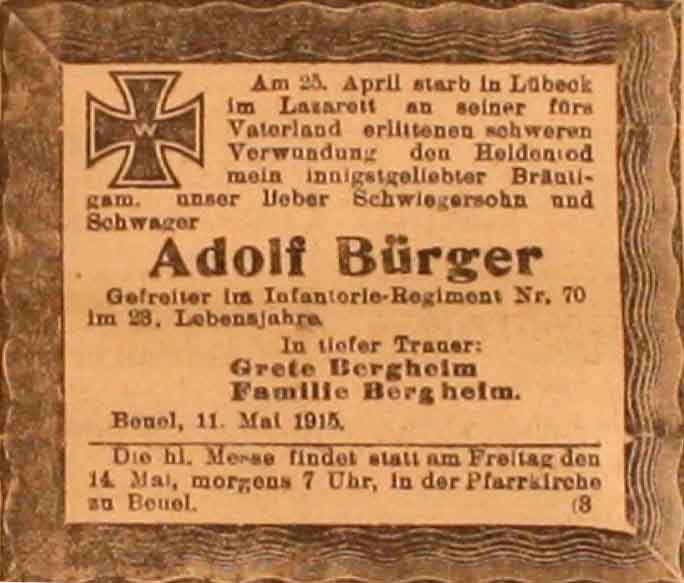 W
Am 25. April starb in Lübeck
im Lazarett an seiner fürs
Vaterland erlittenen schweren
Verwundung den Heldentod
mein innigstgeliebter Bräuti-
gam, unser lieber Schwiegersohn und
Schwager
Adolf Bürger
Gefreiter im Infanterie-Regiment Nr. 70
im 23. Lebensjahre.
In tiefer Trauer:
Grete Bergheim
Familie Bergheim.
Beuel, 11. Mai 1915.
Die hl. Messe findet statt am Freitag den
14. Mai, morgens 7 Uhr, in der Pfarrkirche
zu Beuel. (3